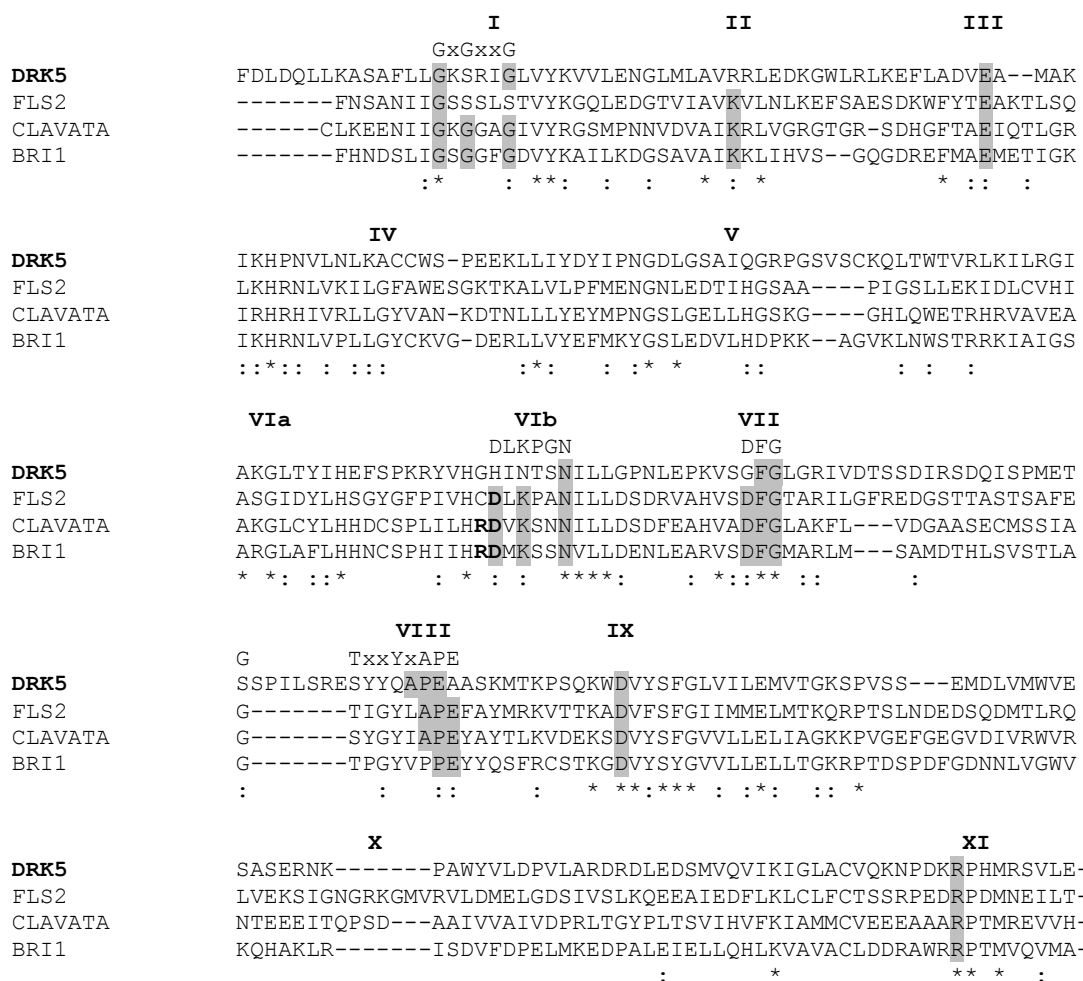 I II III
GxGxxG
DRK5 FDLDQLLKASAFLLGKSRIGLVYKVVLENGLMLAVRRLEDKGWLRLKEFLADVEA--MAK
FLS2 -------FNSANIIGSSSLSTVYKGQLEDGTVIAVKVLNLKEFSAESDKWFYTEAKTLSQ
CLAVATA ------CLKEENIIGKGGAGIVYRGSMPNNVDVAIKRLVGRGTGR-SDHGFTAEIQTLGR
BRI1 -------FHNDSLIGSGGFGDVYKAILKDGSAVAIKKLIHVS--GQGDREFMAEMETIGK
:* : **: : : * : * * :: :
IV V
DRK5 IKHPNVLNLKACCWS-PEEKLLIYDYIPNGDLGSAIQGRPGSVSCKQLTWTVRLKILRGI
FLS2 LKHRNLVKILGFAWESGKTKALVLPFMENGNLEDTIHGSAA----PIGSLLEKIDLCVHI
CLAVATA IRHRHIVRLLGYVAN-KDTNLLLYEYMPNGSLGELLHGSKG----GHLQWETRHRVAVEA
BRI1 IKHRNLVPLLGYCKVG-DERLLVYEFMKYGSLEDVLHDPKK--AGVKLNWSTRRKIAIGS
::*:: : ::: :*: : :* * :: : : :
VIa VIb VII
DLKPGN DFG
DRK5 AKGLTYIHEFSPKRYVHGHINTSNILLGPNLEPKVSGFGLGRIVDTSSDIRSDQISPMET
FLS2 ASGIDYLHSGYGFPIVHCDLKPANILLDSDRVAHVSDFGTARILGFREDGSTTASTSAFE
CLAVATA AKGLCYLHHDCSPLILHRDVKSNNILLDSDFEAHVADFGLAKFL---VDGAASECMSSIA
BRI1 ARGLAFLHHNCSPHIIHRDMKSSNVLLDENLEARVSDFGMARLM---SAMDTHLSVSTLA
* *: ::* : * : : ****: : *::** :: :
VIII IX
G TxxYxAPE
DRK5 SSPILSRESYYQAPEAASKMTKPSQKWDVYSFGLVILEMVTGKSPVSS---EMDLVMWVE
FLS2 G-------TIGYLAPEFAYMRKVTTKADVFSFGIIMMELMTKQRPTSLNDEDSQDMTLRQ
CLAVATA G-------SYGYIAPEYAYTLKVDEKSDVYSFGVVLLELIAGKKPVGEFGEGVDIVRWVR
BRI1 G-------TPGYVPPEYYQSFRCSTKGDVYSYGVVLLELLTGKRPTDSPDFGDNNLVGWV
: : :: : * **:*** : :* :: *
X XI
DRK5 SASERNK-------PAWYVLDPVLARDRDLEDSMVQVIKIGLACVQKNPDKRPHMRSVLE-
FLS2 LVEKSIGNGRKGMVRVLDMELGDSIVSLKQEEAIEDFLKLCLFCTSSRPEDRPDMNEILT-
CLAVATA NTEEEITQPSD---AAIVVAIVDPRLTGYPLTSVIHVFKIAMMCVEEEAAARPTMREVVH-
BRI1 KQHAKLR-------ISDVFDPELMKEDPALEIELLQHLKVAVACLDDRAWRRPTMVQVMA-
: * ** * :